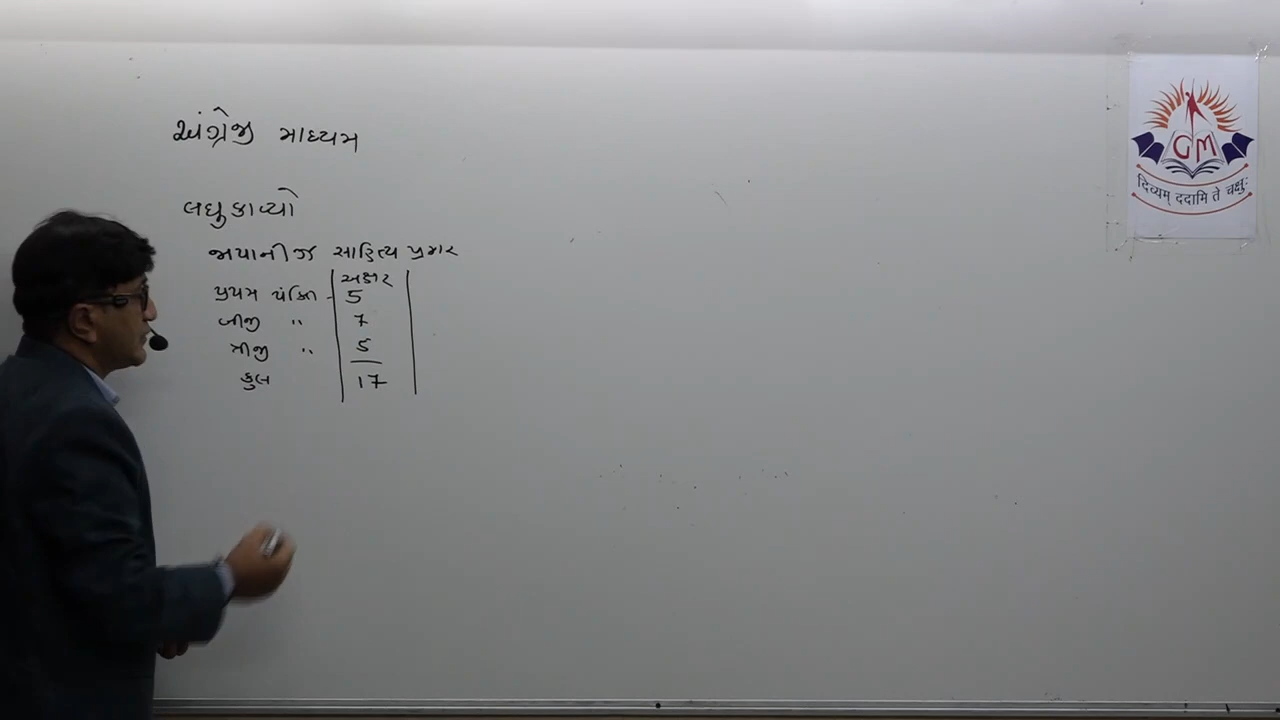 અંગ્રેજી માધ્યમ
લઘુકાવ્યો
જાપાનીઝ સાહિત્ય પ્રકાર
અક્ષર
પ્રથમ પંક્તિ - 5
બીજી " 7
ત્રીજી " 5
કુલ 17
GM
दिव्यम् ददामि ते चक्षुः